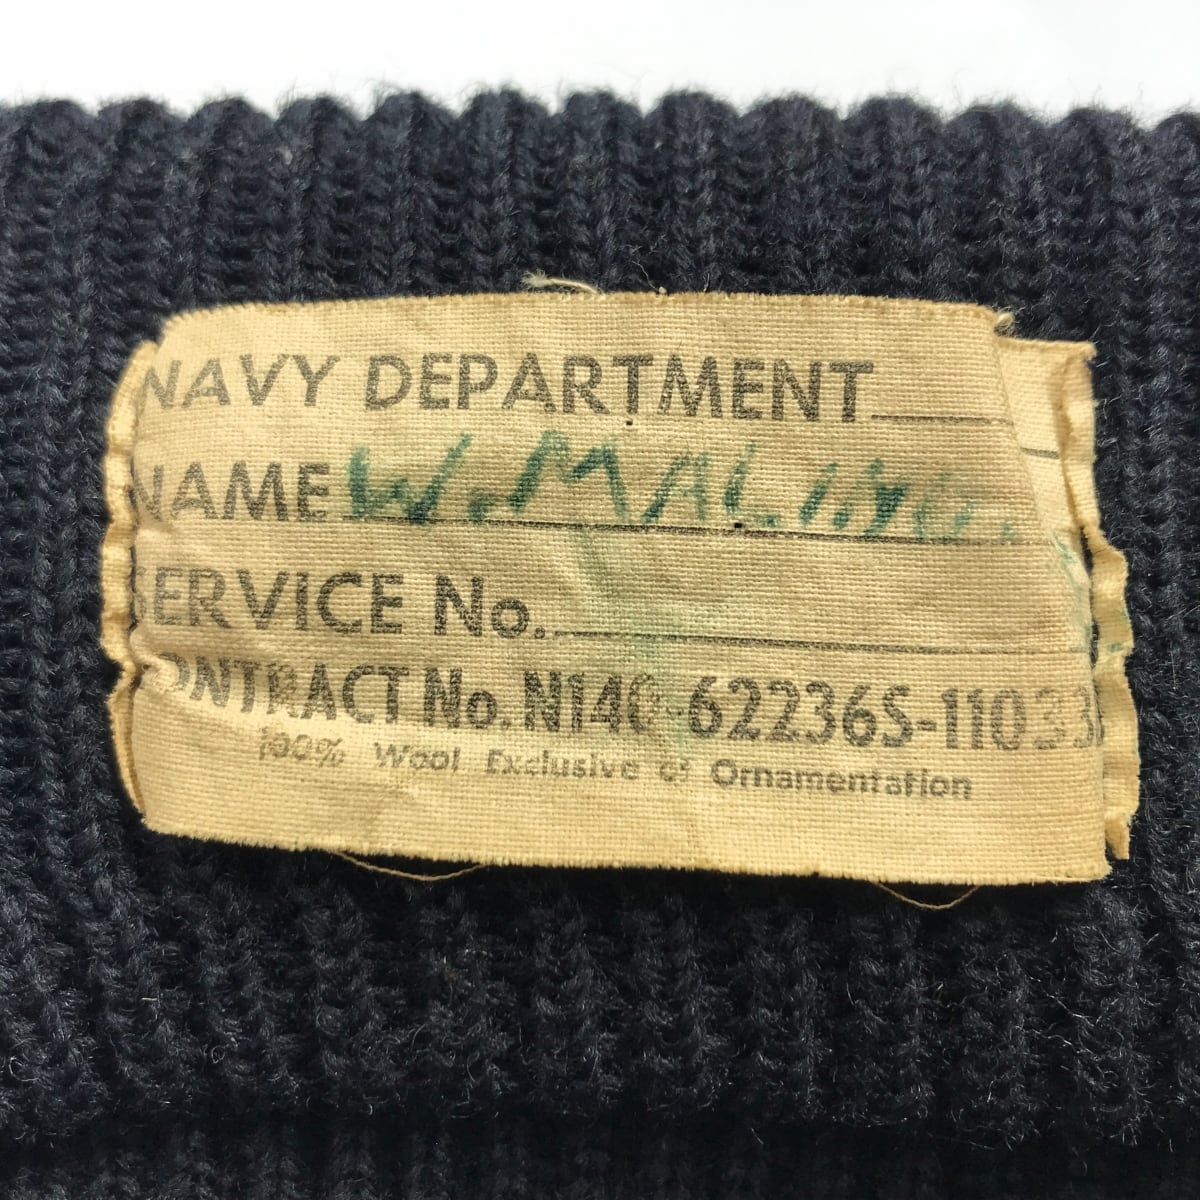 NAVY DEPARTMENT
NAME W.
SERVICE No.
CONTRACT No. N140-62236S-11033
100% Wool Exclusive of Ornamentation